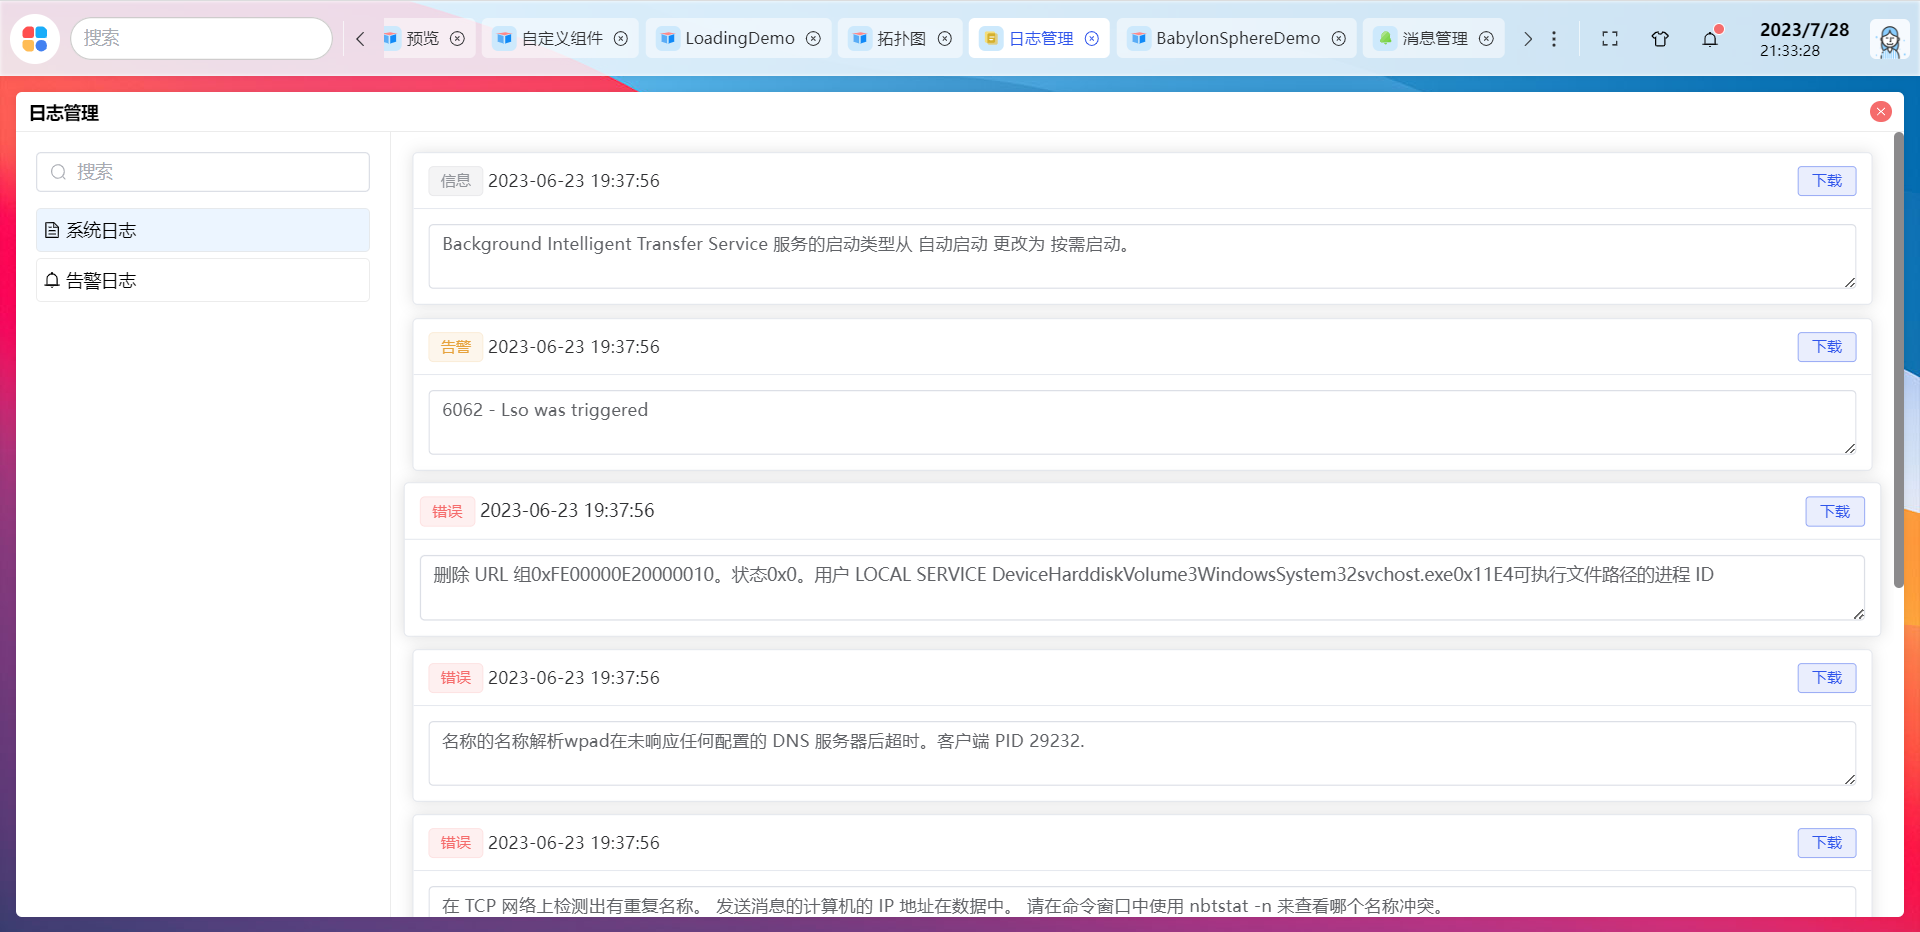 搜索
预览
自定义组件
LoadingDemo
拓扑图
日志管理
BabylonSphereDemo
消息管理
2023/7/28
21:33:28
日志管理
搜索
系统日志
告警日志
信息 2023-06-23 19:37:56 下载
Background Intelligent Transfer Service 服务的启动类型从 自动启动 更改为 按需启动。
告警 2023-06-23 19:37:56 下载
6062 - Lso was triggered
错误 2023-06-23 19:37:56 下载
删除 URL 组0xFE00000E20000010。状态0x0。用户 LOCAL SERVICE DeviceHarddiskVolume3WindowsSystem32svchost.exe0x11E4可执行文件路径的进程 ID
错误 2023-06-23 19:37:56 下载
名称的名称解析wpad在未响应任何配置的 DNS 服务器后超时。客户端 PID 29232.
错误 2023-06-23 19:37:56 下载
在 TCP 网络上检测出有重复名称。 发送消息的计算机的 IP 地址在数据中。 请在命令窗口中使用 nbtstat -n 来查看哪个名称冲突。